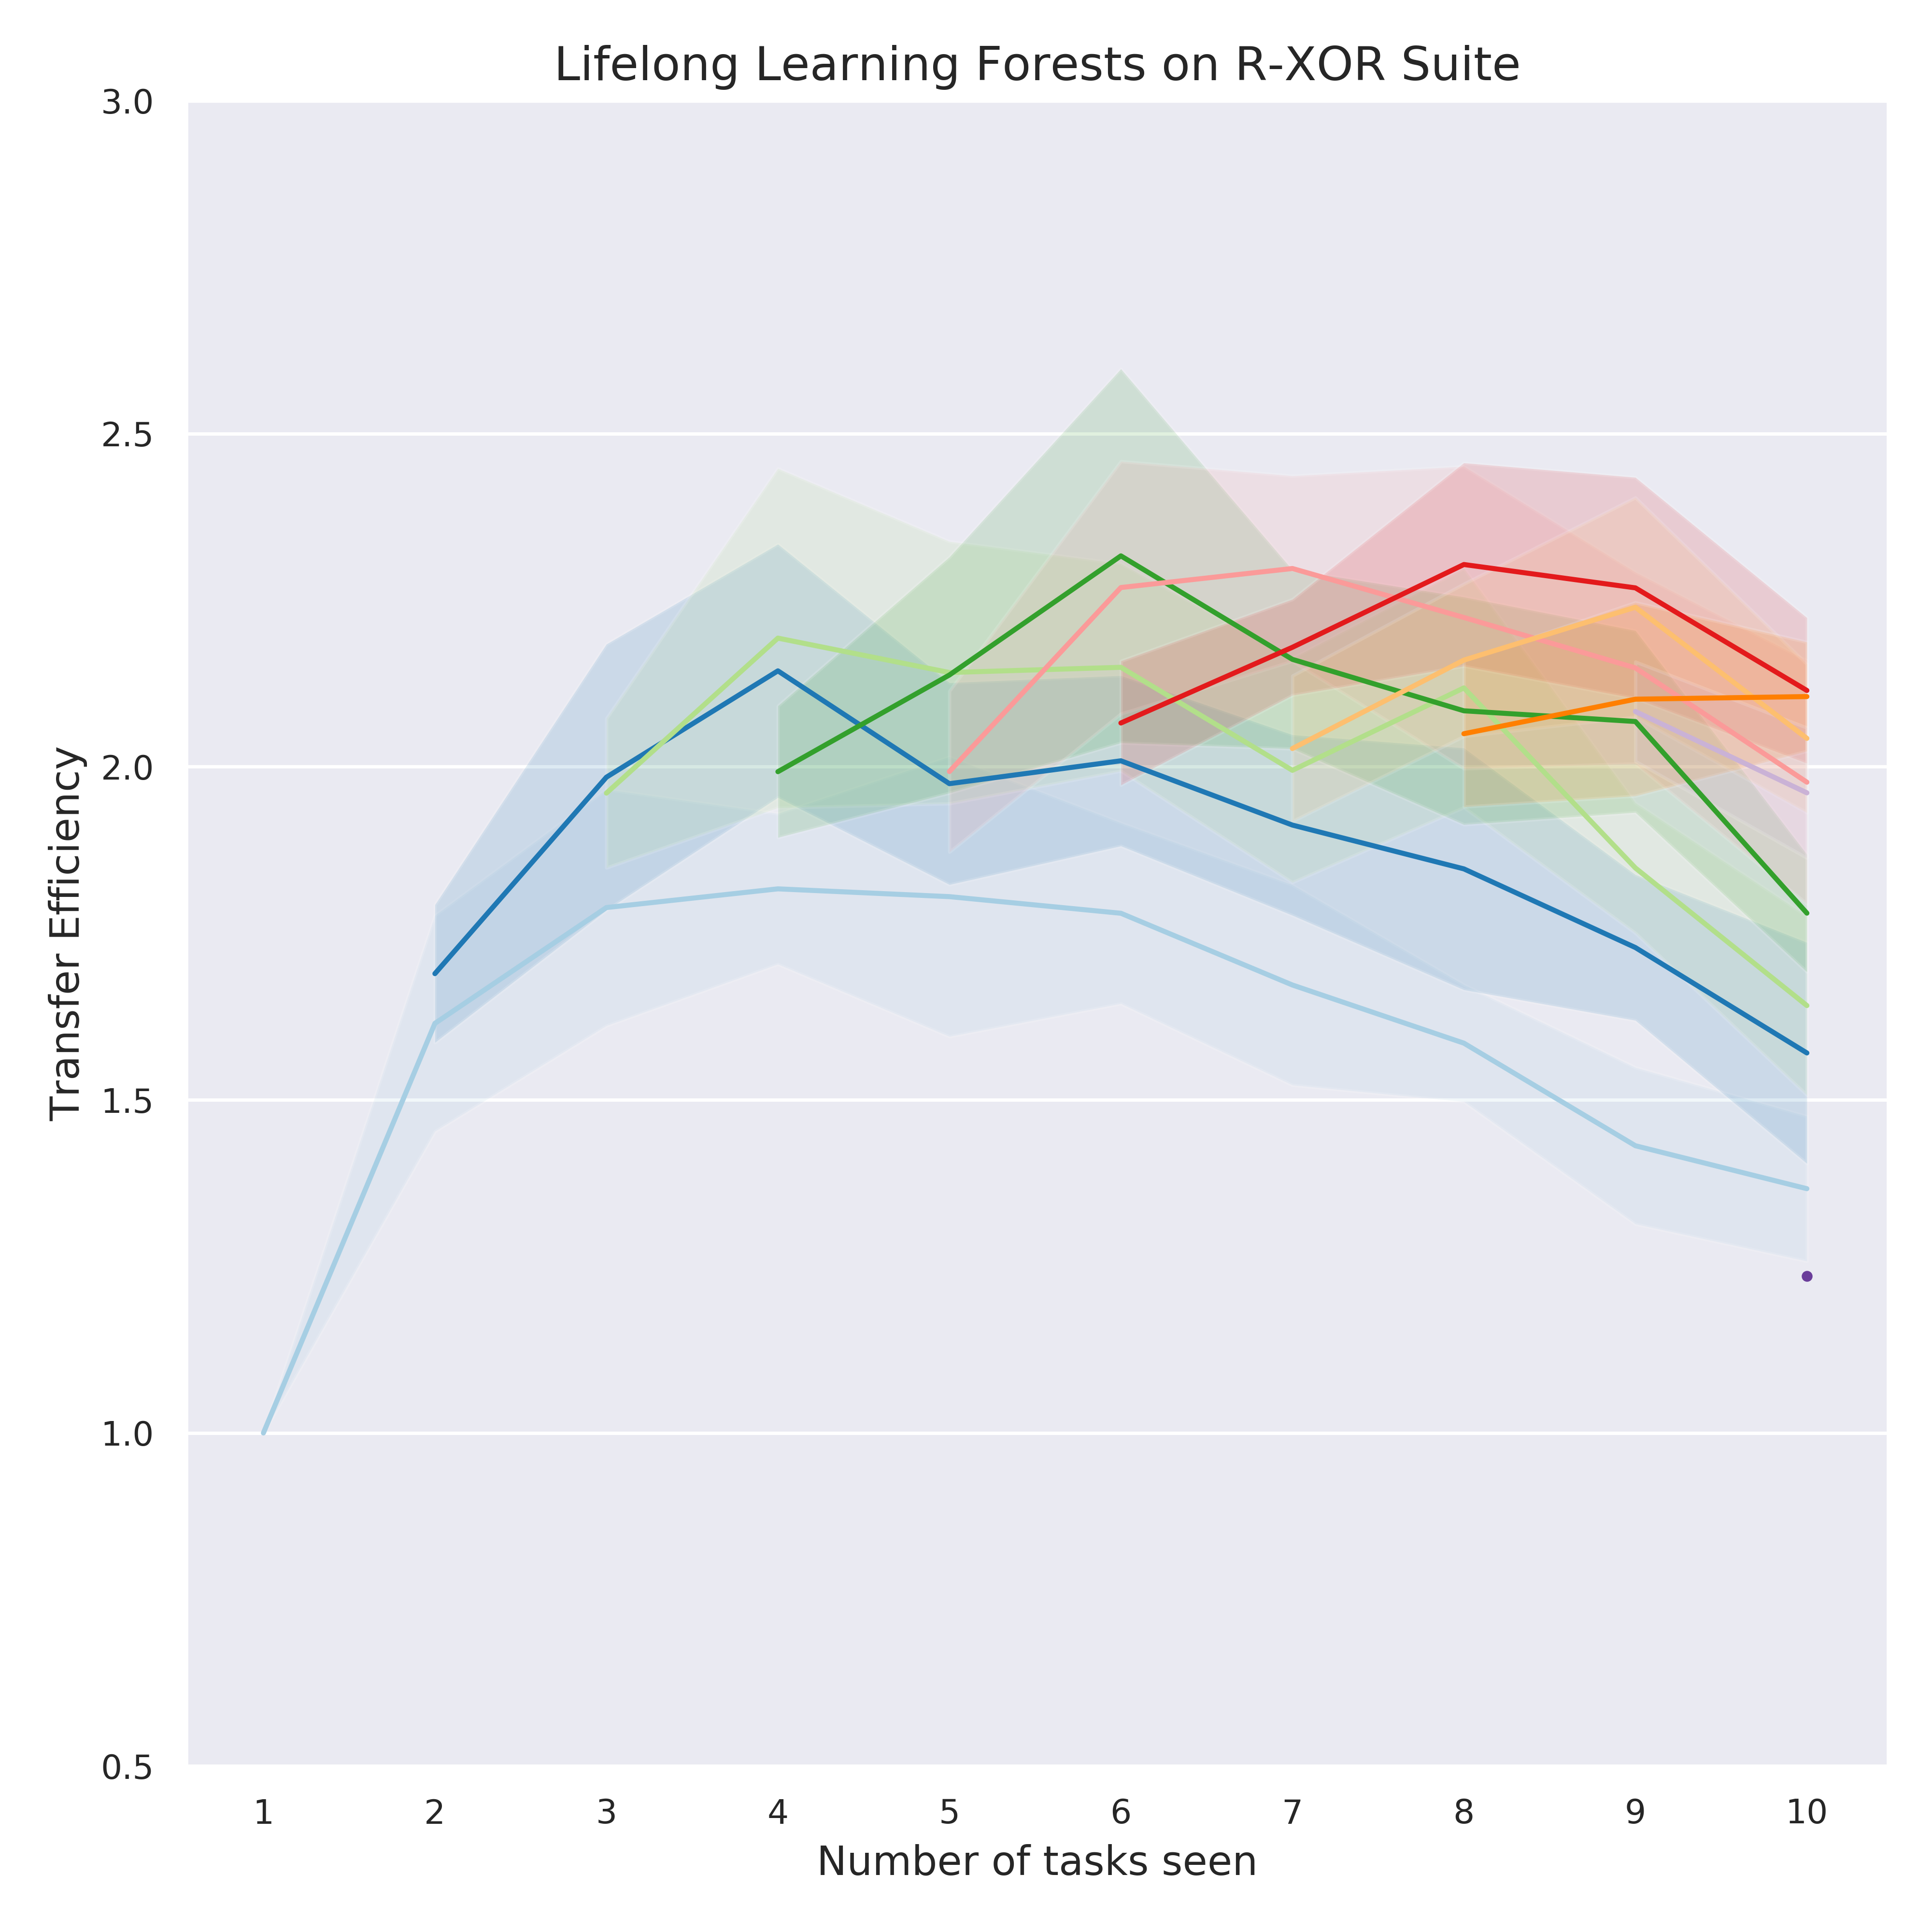 Lifelong Learning Forests on R-XOR Suite
3.0
2.5
2.0
1.5
1.0
0.5
Transfer Efficiency
1 2 3 4 5 6 7 8 9 10
Number of tasks seen